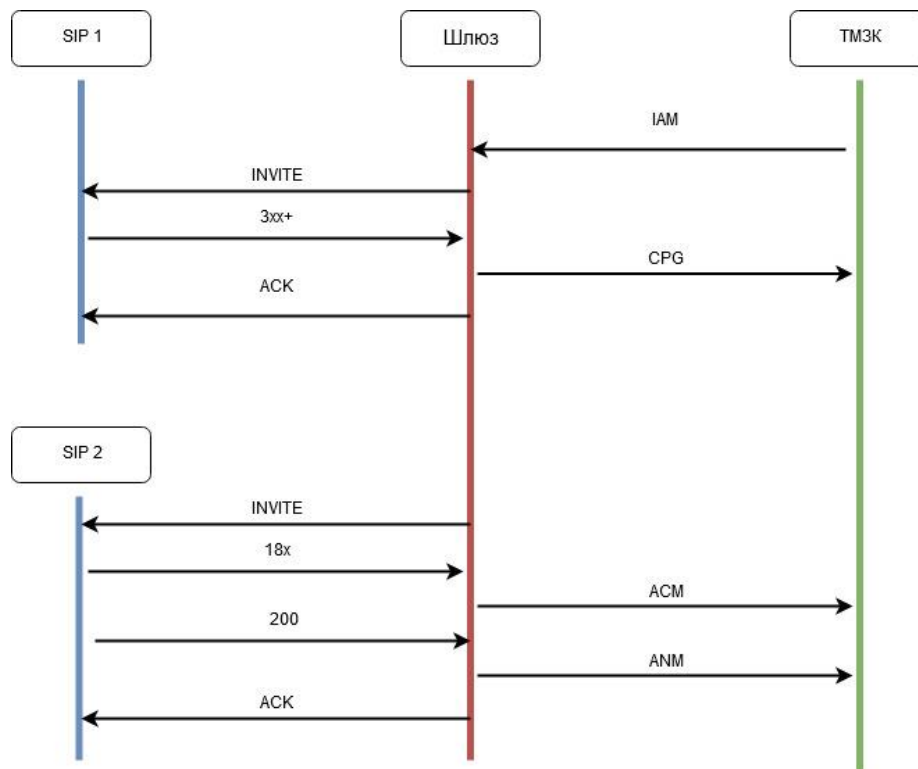 SIP 1
Шлюз
ТМЗК
IAM
INVITE
3xx+
CPG
ACK
SIP 2
INVITE
18x
ACM
200
ANM
ACK